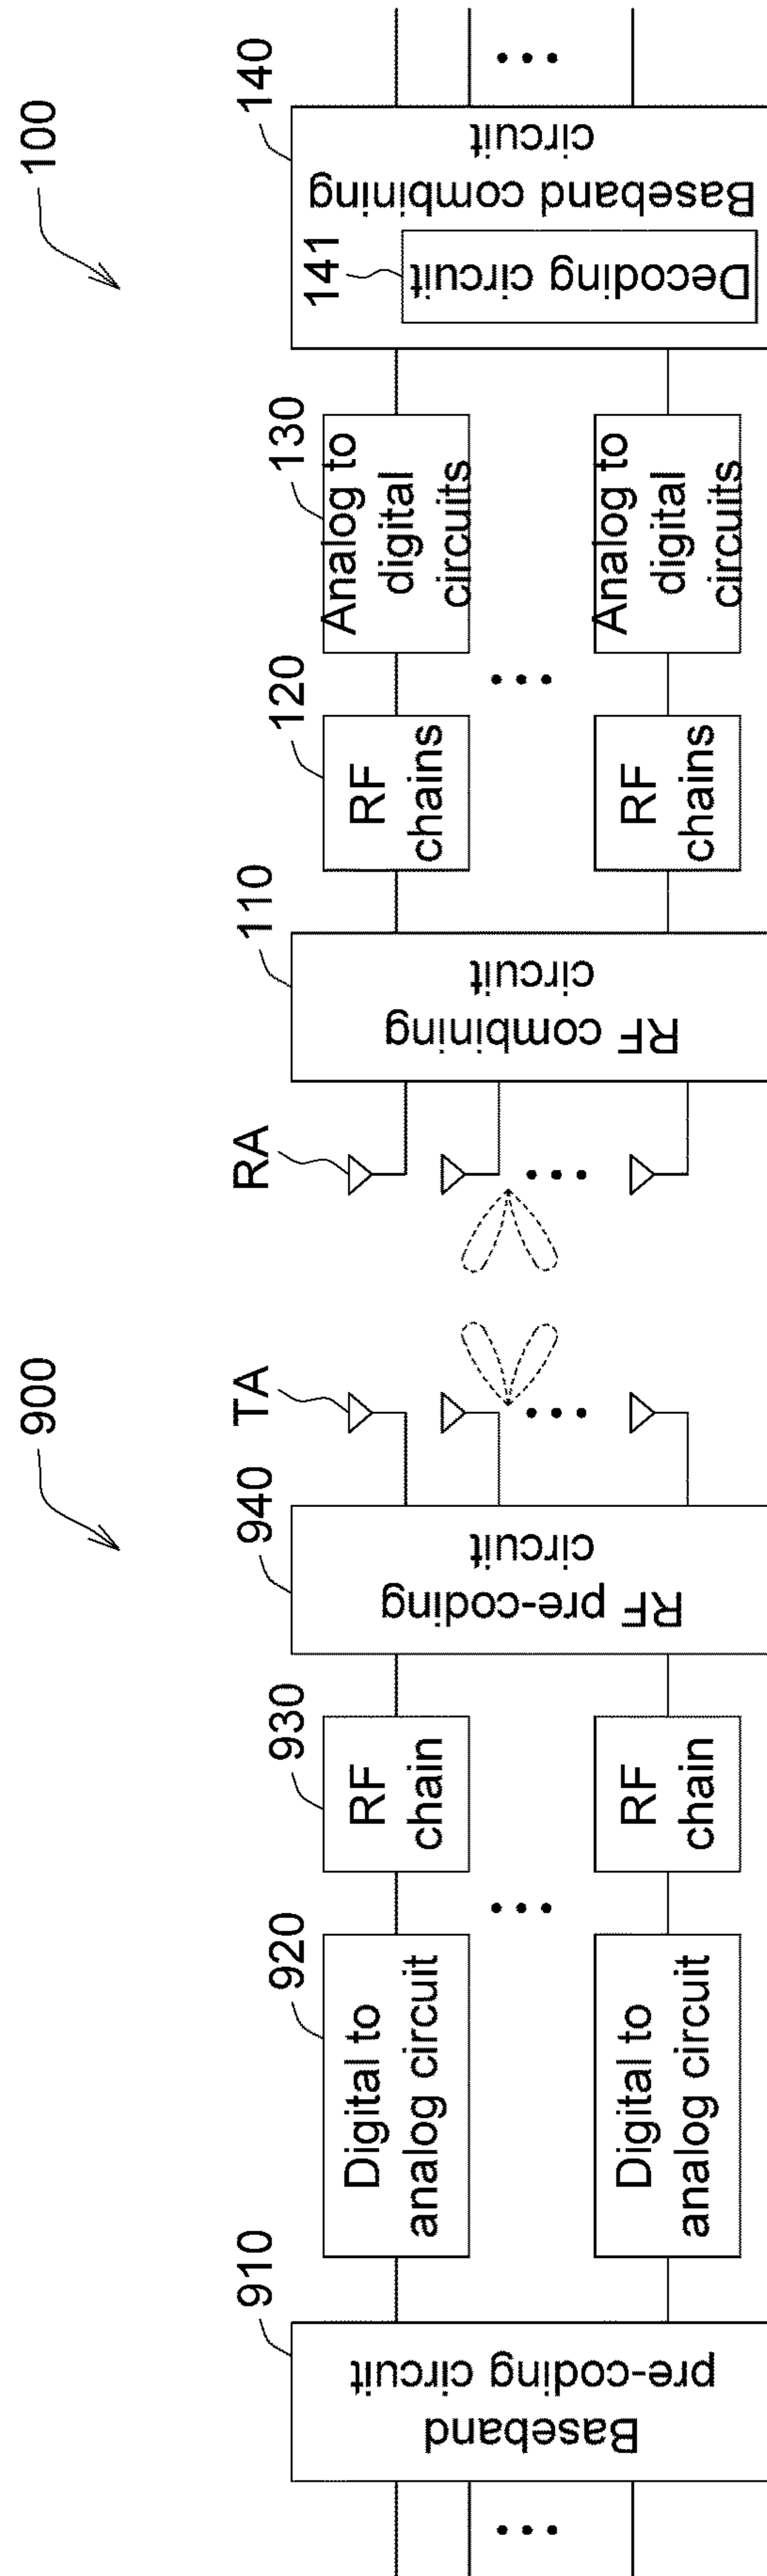 900
100
910
Baseband
pre-coding circuit
920
Digital to
analog circuit
Digital to
analog circuit
930
RF
chain
RF
chain
940
RF pre-coding
circuit
TA
RA
110
RF combining
circuit
120
RF
chains
RF
chains
130
Analog to
digital
circuits
Analog to
digital
circuits
140
Baseband combining
circuit
141
Decoding circuit